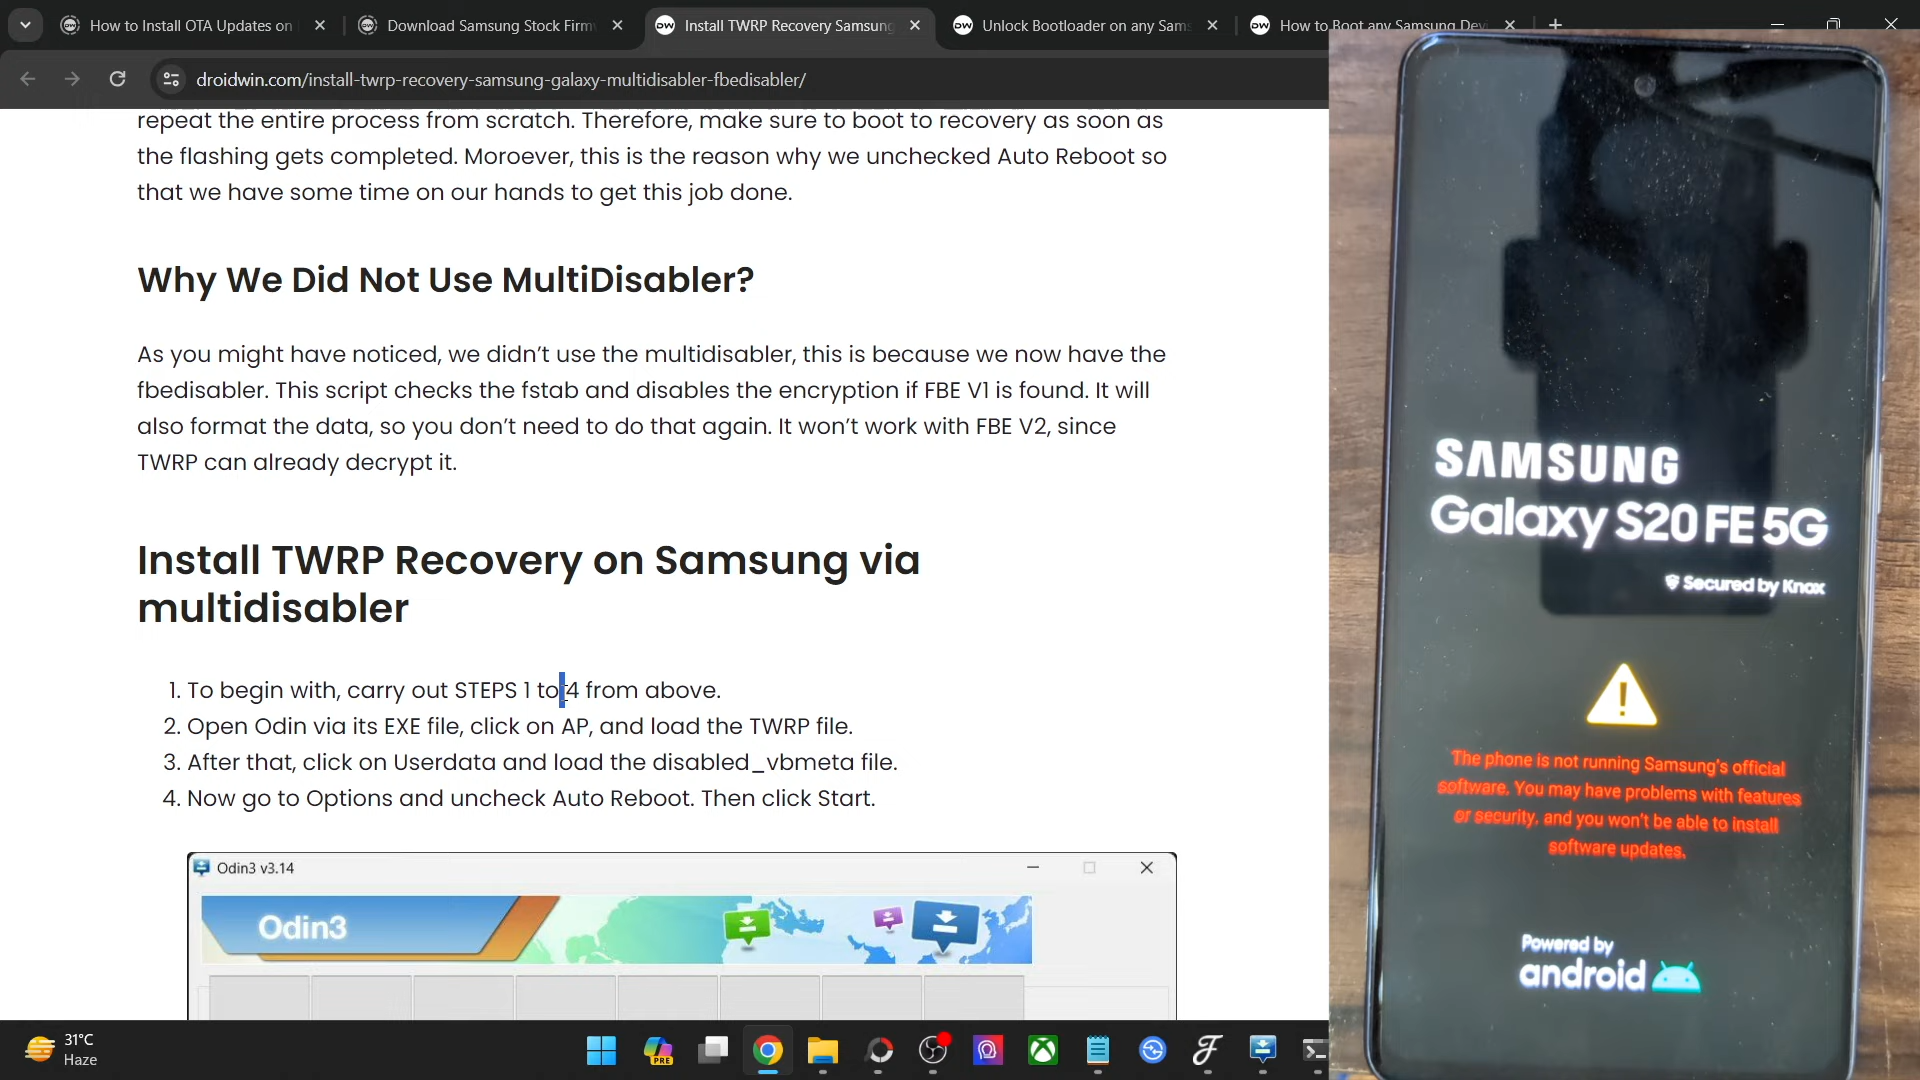 How to Install OTA Updates on
Download Samsung Stock Firm
Install TWRP Recovery Samsung
Unlock Bootloader on any Sams
How to Boot any Samsung Dev
droidwin.com/install-twrp-recovery-samsung-galaxy-multidisabler-fbedisabler/
repeat the entire process from scratch. Therefore, make sure to boot to recovery as soon as
the flashing gets completed. Moroever, this is the reason why we unchecked Auto Reboot so
that we have some time on our hands to get this job done.
Why We Did Not Use MultiDisabler?
As you might have noticed, we didn't use the multidisabler, this is because we now have the
fbedisabler. This script checks the fstab and disables the encryption if FBE V1 is found. It will
also format the data, so you don't need to do that again. It won't work with FBE V2, since
TWRP can already decrypt it.
Install TWRP Recovery on Samsung via
multidisabler
1. To begin with, carry out STEPS 1 to 4 from above.
2. Open Odin via its EXE file, click on AP, and load the TWRP file.
3. After that, click on Userdata and load the disabled_vbmeta file.
4. Now go to Options and uncheck Auto Reboot. Then click Start.
Odin3 v3.14
Odin3
31°C
Haze
PRE
SAMSUNG
Galaxy S20 FE 5G
Secured by Knox
The phone is not running Samsung's official
software. You may have problems with features
or security, and you won't be able to install
software updates.
Powered by
android